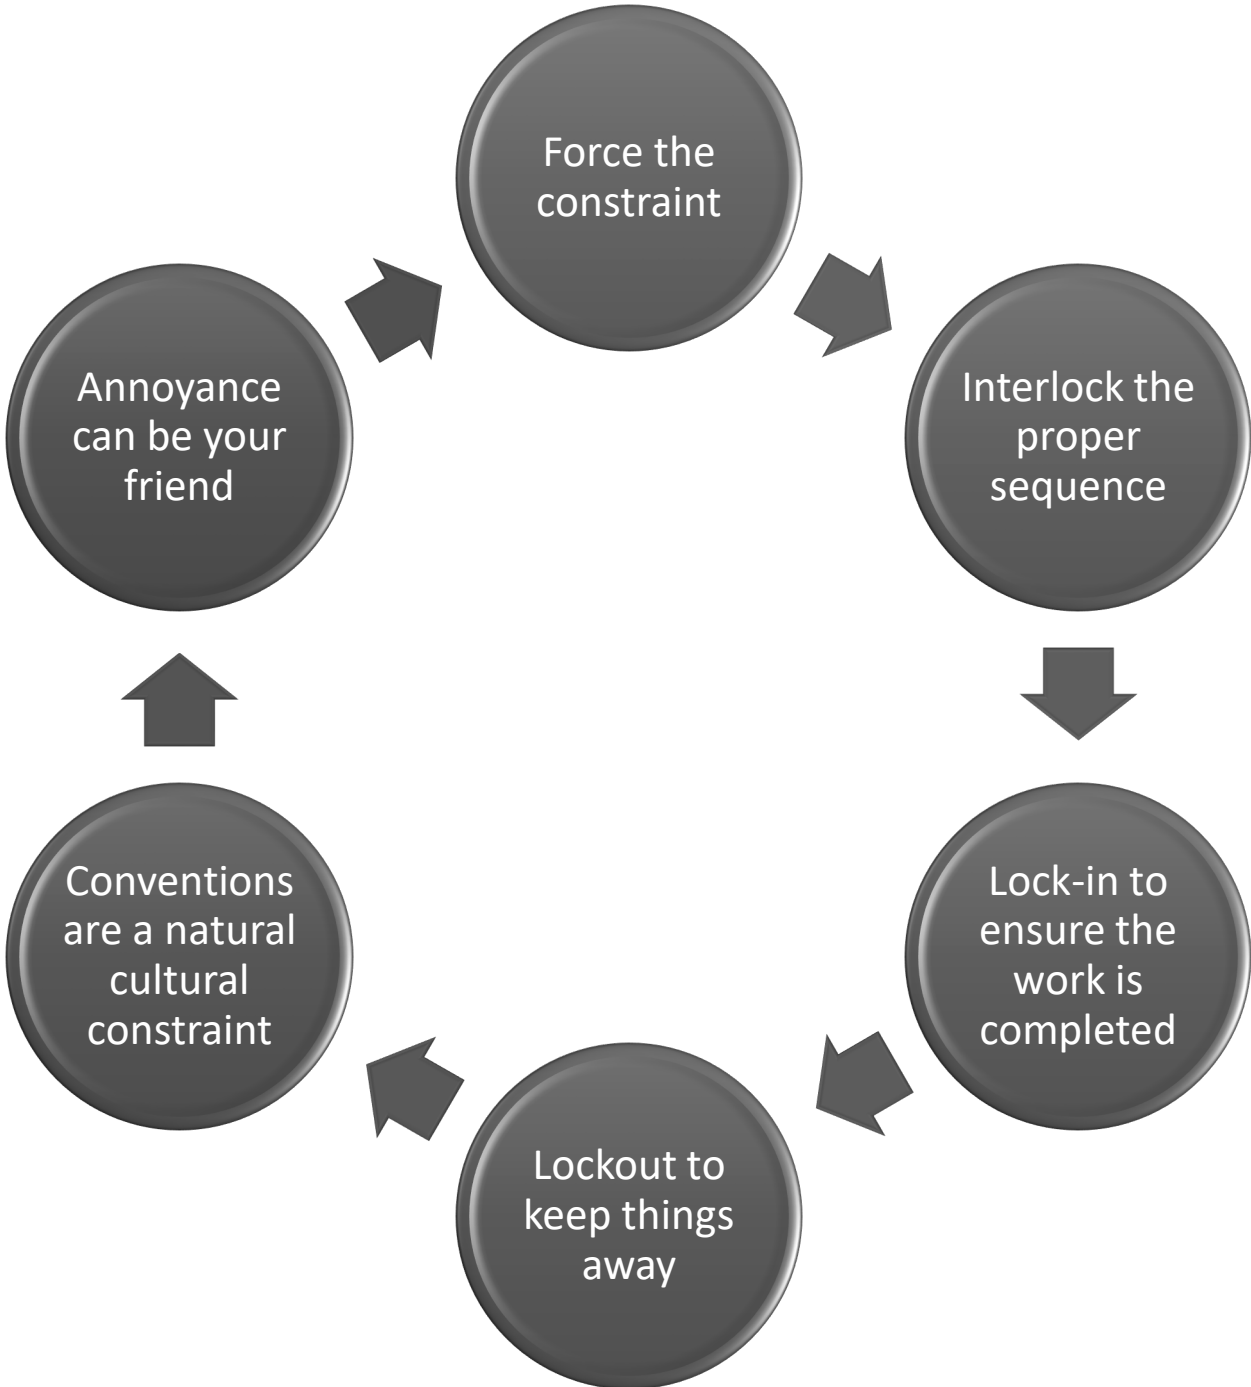 Force the
constraint
Interlock the
proper
sequence
Lock-in to
ensure the
work is
completed
Lockout to
keep things
away
Conventions
are a natural
cultural
constraint
Annoyance
can be your
friend